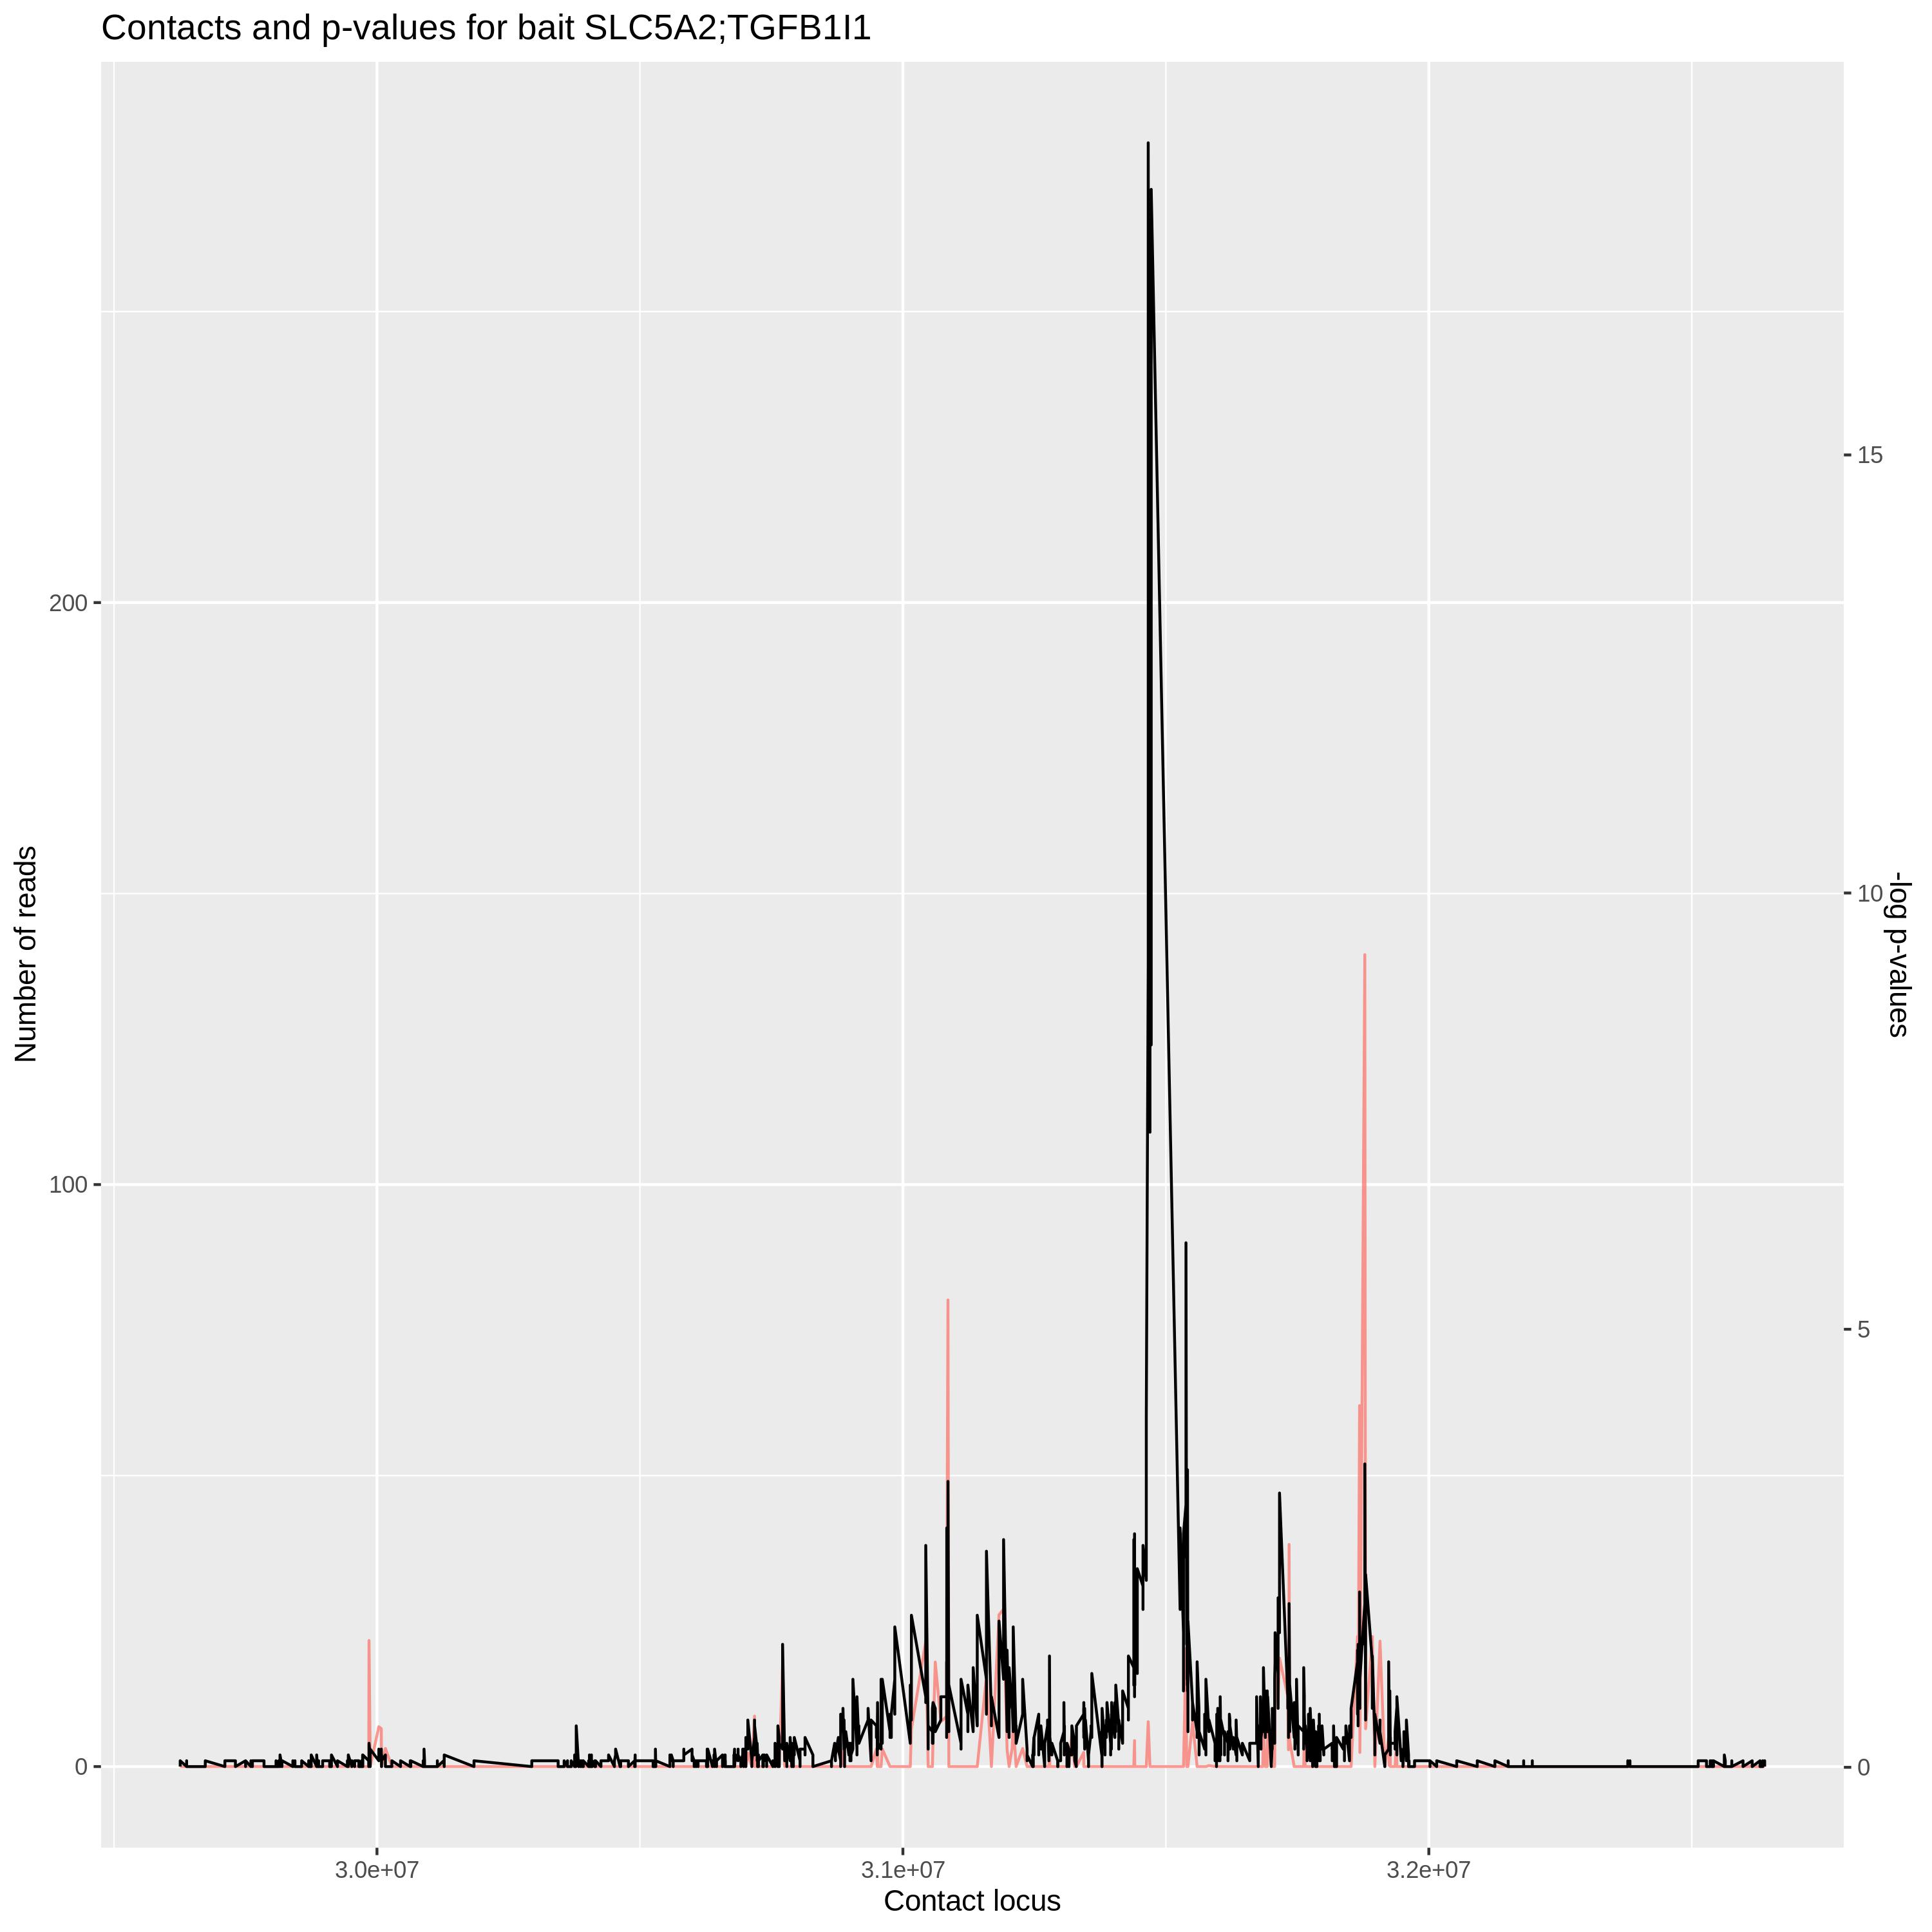 Contacts and p-values for bait SLC5A2;TGFB1I1
Number of reads
200
100
0
15
10
5
0
-log p-values
3.0e+07
3.1e+07
3.2e+07
Contact locus